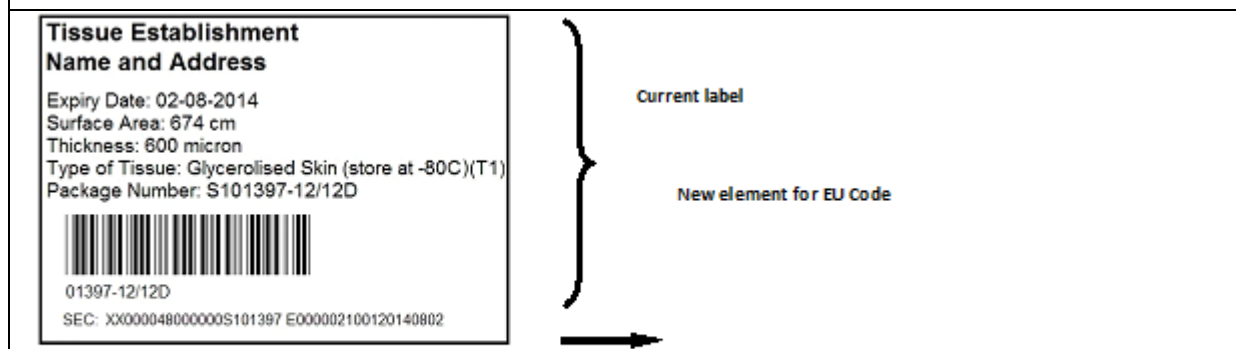 Tissue Establishment
Name and Address
Expiry Date: 02-08-2014
Surface Area: 674 cm
Thickness: 600 micron
Type of Tissue: Glycerolised Skin (store at -80C)(T1)
Package Number: S101397-12/12D
01397-12/12D
SEC: XX000048000000S101397 E000002100120140802
Current label
New element for EU Code